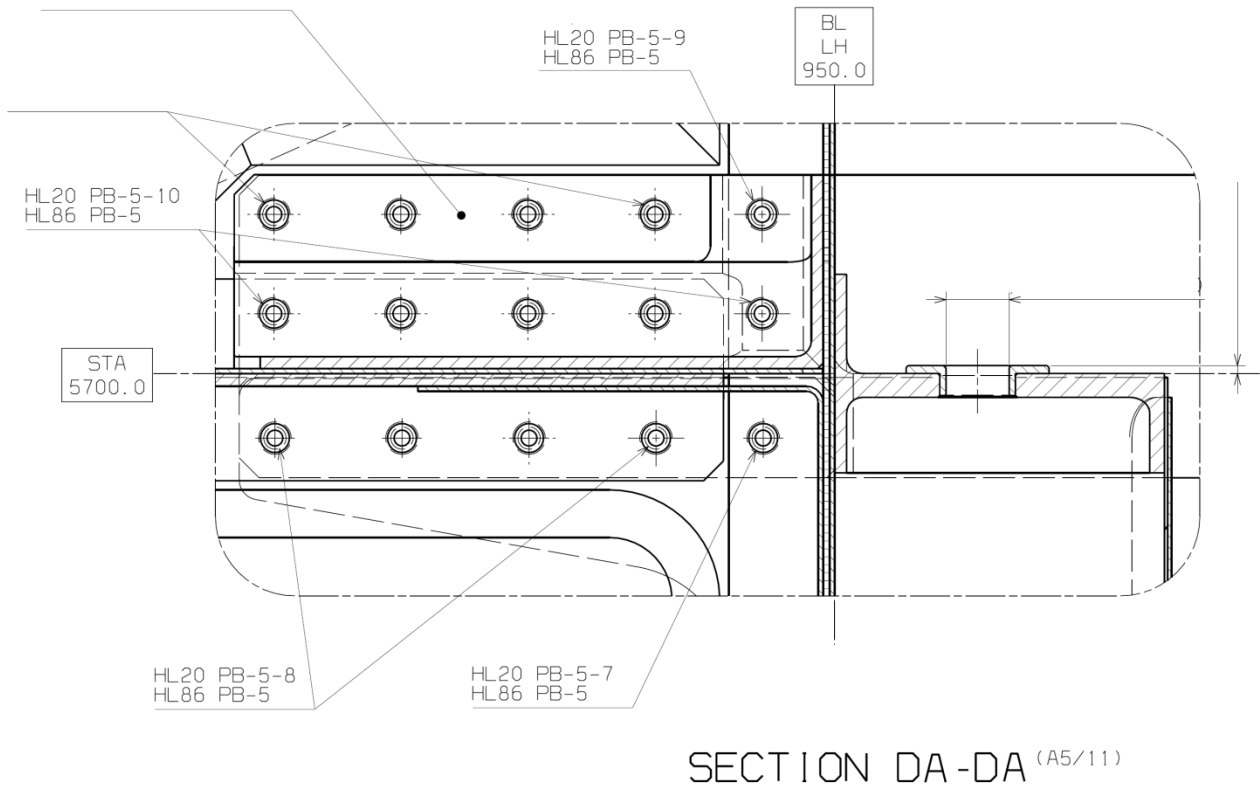 BL
LH
950.0
HL20 PB-5-9
HL86 PB-5
HL20 PB-5-10
HL86 PB-5
STA
5700.0
HL20 PB-5-8
HL86 PB-5
HL20 PB-5-7
HL86 PB-5
SECTION DA-DA (A5/11)